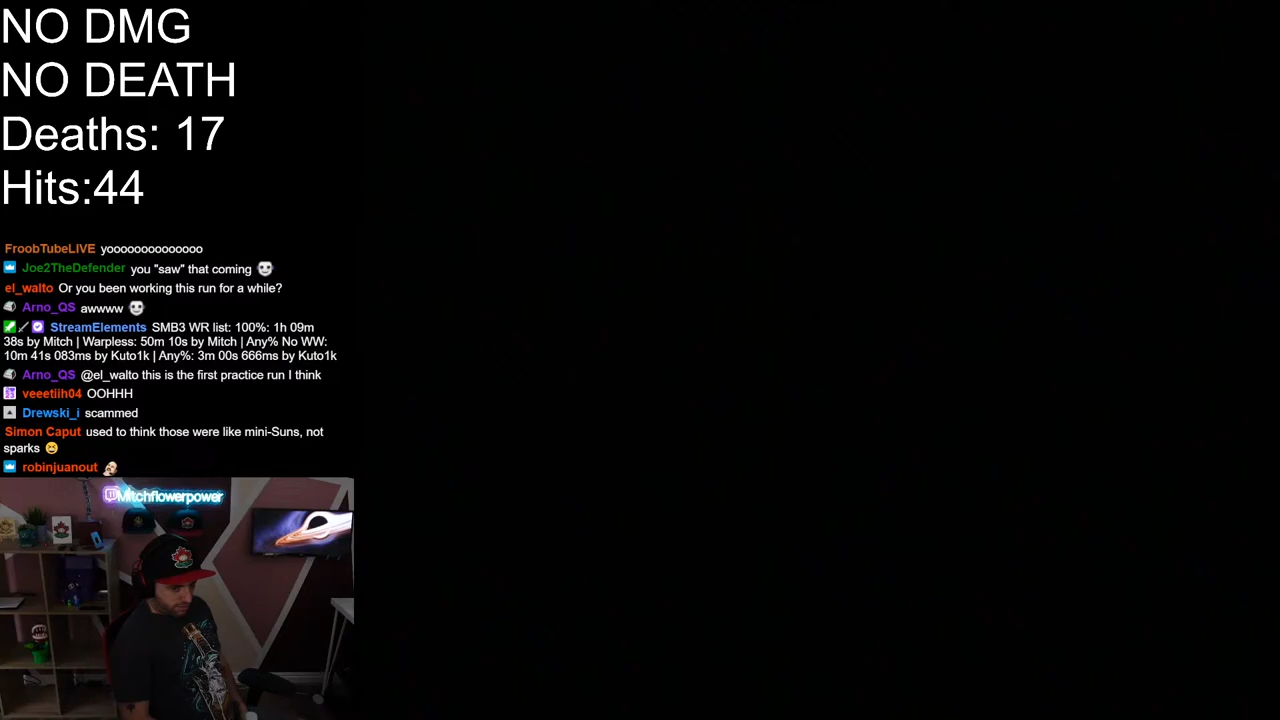 NO DMG
NO DEATH
Deaths: 17
Hits:44
FroobTubeLIVE yoooooooooooooo
Joe2TheDefender you "saw" that coming
el_walto Or you been working this run for a while?
Arno_QS awwww
StreamElements SMB3 WR list: 100%: 1h 09m
38s by Mitch | Warpless: 50m 10s by Mitch | Any% No WW:
10m 41s 083ms by Kuto1k | Any%: 3m 00s 666ms by Kuto1k
Arno_QS @el_walto this is the first practice run I think
veeetiih04 OOHHH
Drewski_i scammed
Simon Caput used to think those were like mini-Suns, not
sparks
robinjuanout
Mitchflowerpower